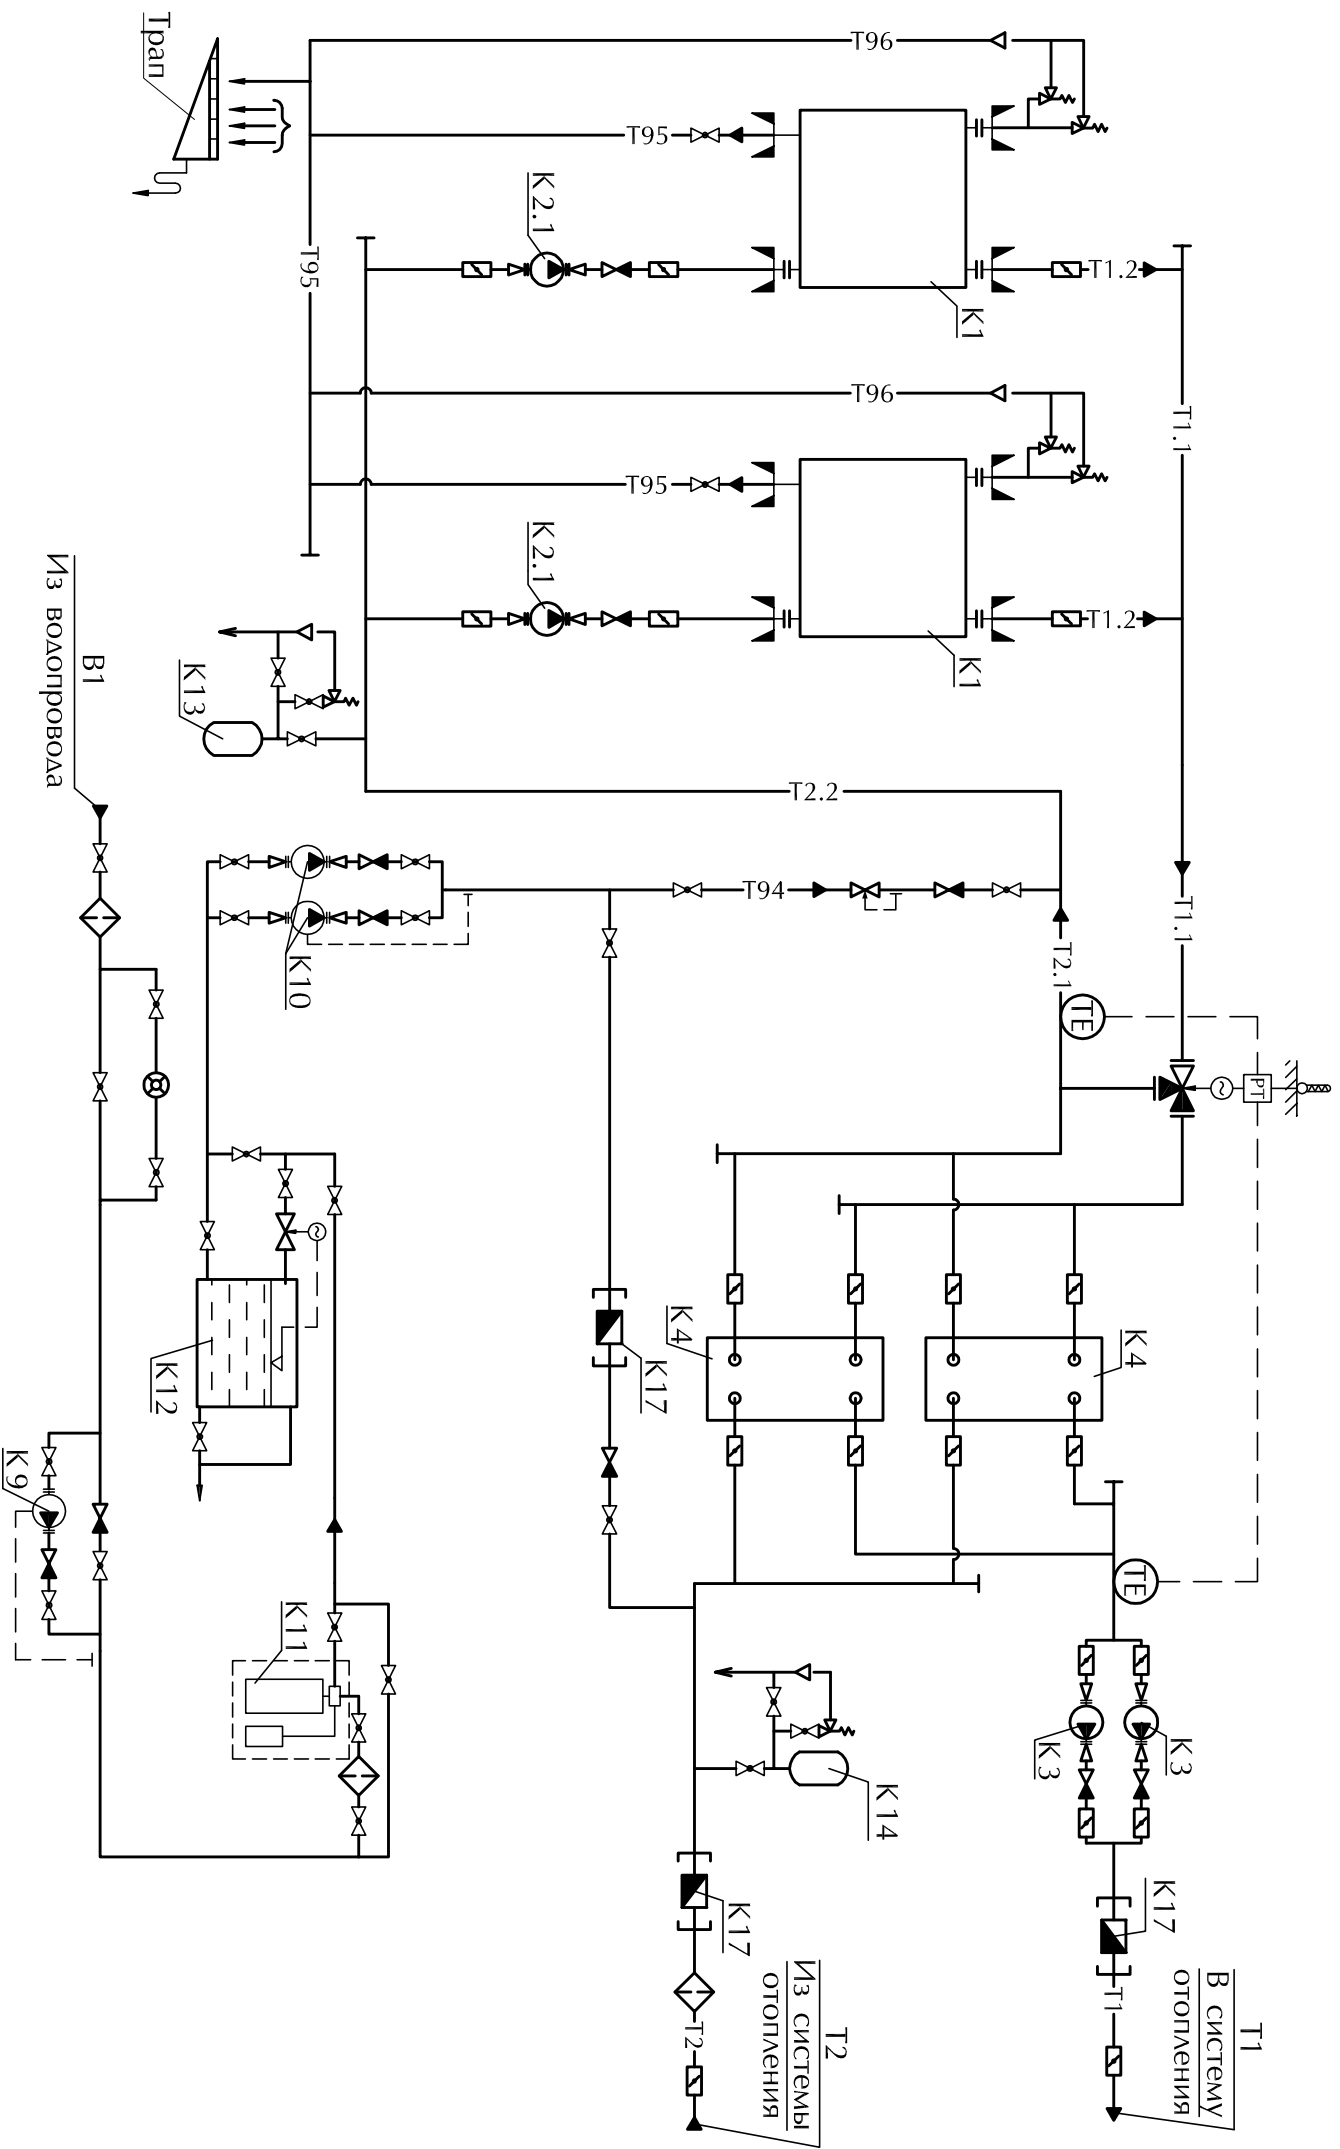 Т1
В систему
отопления
РТ
Т1.1
Т1.1
К3
К17
Т1.2
Т1.2
ТЕ
ТЕ
К4
Т1
Т2.1
К3
К1
К1
Т96
Т96
К14
Т2
Из системы
отопления
Т2.2
Т94
К17
К4
Т2
К17
Т95
Т95
К2.1
К2.1
Т95
К10
К11
К13
К12
Трап
В1
Из водопровода
К9